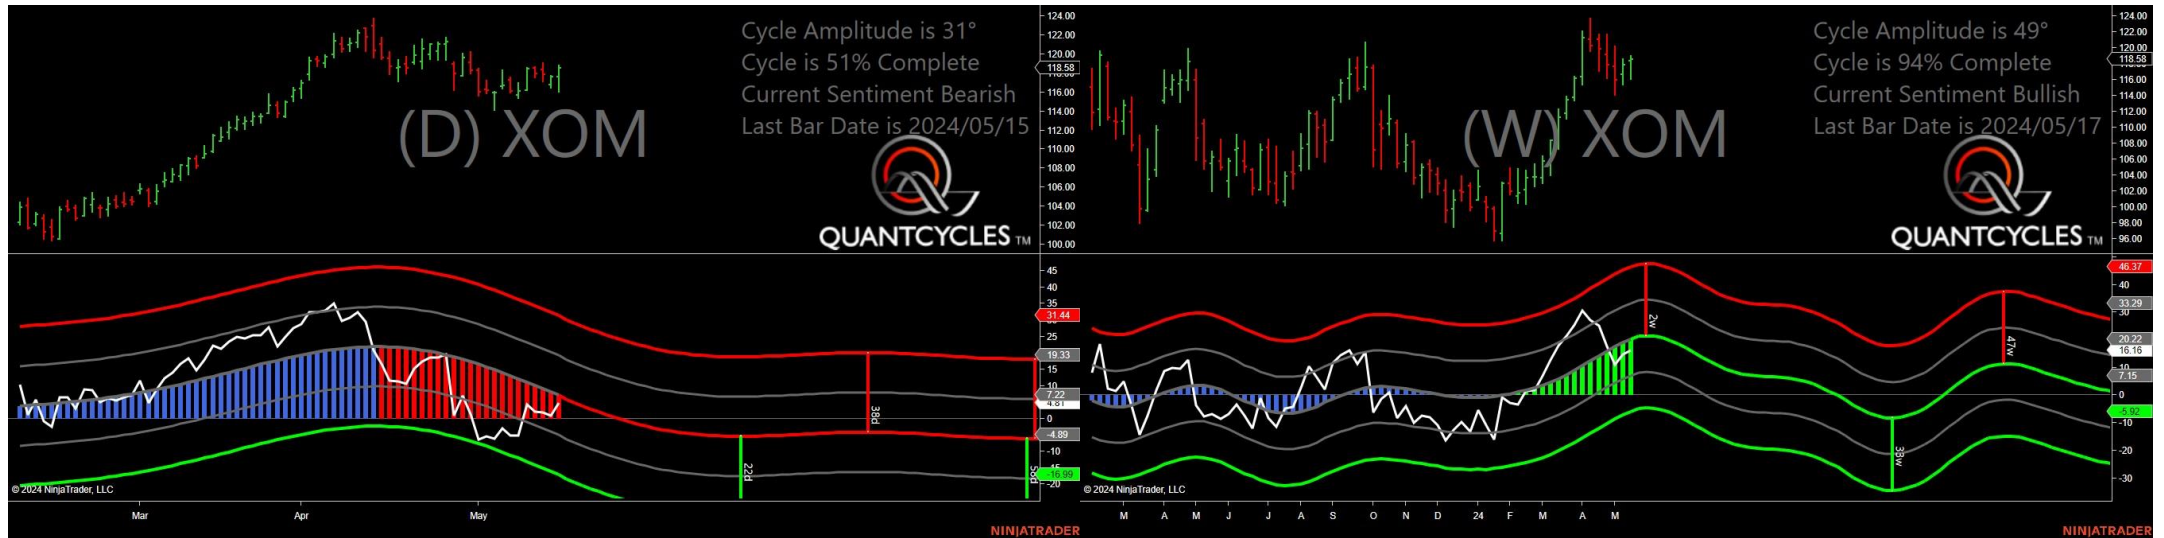 Cycle Amplitude is 31°
Cycle is 51% Complete
Current Sentiment Bearish
Last Bar Date is 2024/05/15
(D) XOM
QUANTCYCLES TM
124.00
122.00
120.00
118.58
116.00
114.00
112.00
110.00
108.00
106.00
104.00
102.00
100.00
45
40
35
31.44
25
19.33
15
10
7.22
4.81
0
-4.89
-10
-16.99
-20
38d
22d
58d
© 2024 NinjaTrader, LLC
Mar
Apr
May
NINJATRADER
Cycle Amplitude is 49°
Cycle is 94% Complete
Current Sentiment Bullish
Last Bar Date is 2024/05/17
(W) XOM
QUANTCYCLES TM
124.00
122.00
120.00
118.58
116.00
114.00
112.00
110.00
108.00
106.00
104.00
102.00
100.00
98.00
96.00
46.37
40
33.29
30
20.22
16.16
10
7.15
0
-5.92
-10
-20
-30
2w
47w
38w
© 2024 NinjaTrader, LLC
M A M J J A S O N D 24 F M A M
NINJATRADER